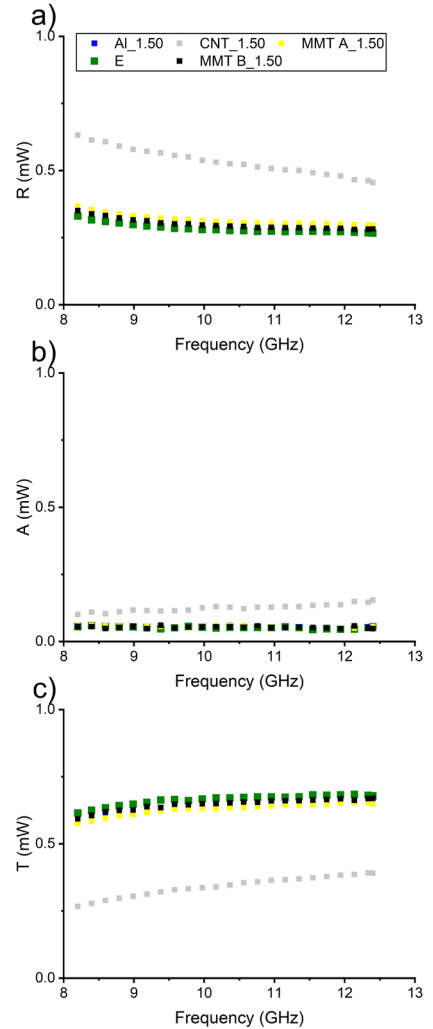 a)
1.0
Al_1.50 CNT_1.50 MMT A_1.50
E MMT B_1.50
R (mW)
0.5
0.0
8 9 10 11 12 13
Frequency (GHz)
b)
1.0
A (mW)
0.5
0.0
8 9 10 11 12 13
Frequency (GHz)
c)
1.0
T (mW)
0.5
0.0
8 9 10 11 12 13
Frequency (GHz)